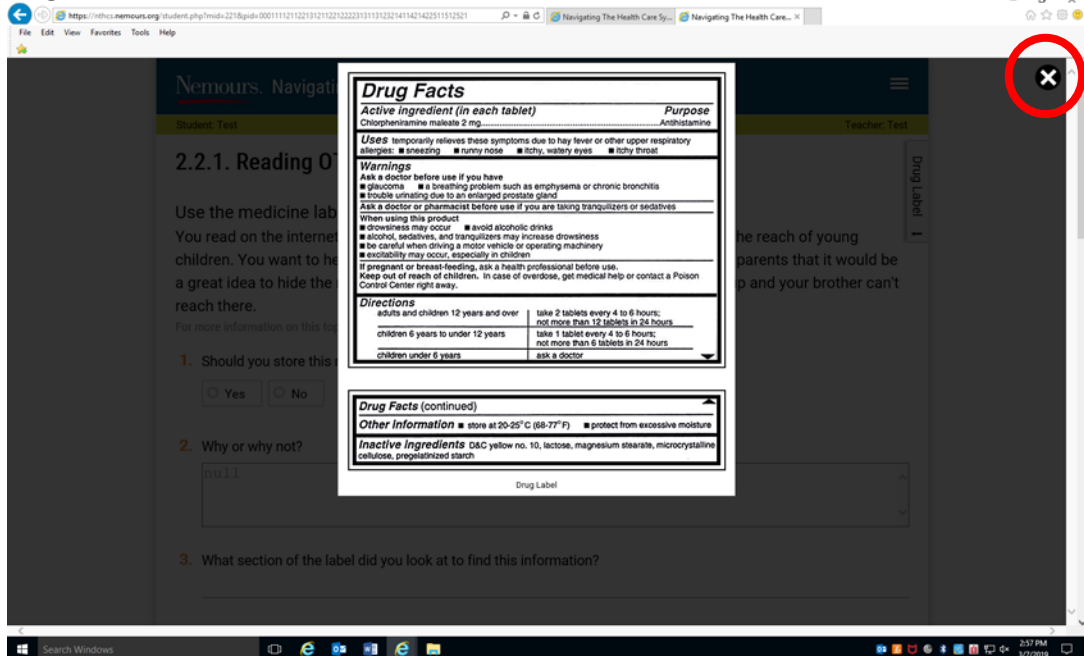 https://nthcs.nemours.org/student.php?mid=221&pid=
Navigating The Health Care Sy...
Navigating The Health Care...
File Edit View Favorites Tools Help
Nemours. Navigati
Student: Test
Teacher: Test
2.2.1. Reading OT
Drug Label
Use the medicine lab
You read on the internet
he reach of young
children. You want to he
parents that it would be
a great idea to hide the
p and your brother can't
reach there.
For more information on this top
1. Should you store this
Yes No
2. Why or why not?
null
3. What section of the label did you look at to find this information?
Drug Facts
Active ingredient (in each tablet) Purpose
Chlorpheniramine maleate 2 mg......Antihistamine
Uses temporarily relieves these symptoms due to hay fever or other upper respiratory
allergies: ■ sneezing ■ runny nose ■ itchy, watery eyes ■ itchy throat
Warnings
Ask a doctor before use if you have
■ glaucoma ■ a breathing problem such as emphysema or chronic bronchitis
■ trouble urinating due to an enlarged prostate gland
Ask a doctor or pharmacist before use if you are taking tranquilizers or sedatives
When using this product
■ drowsiness may occur ■ avoid alcoholic drinks
■ alcohol, sedatives, and tranquilizers may increase drowsiness
■ be careful when driving a motor vehicle or operating machinery
■ excitability may occur, especially in children
If pregnant or breast-feeding, ask a health professional before use.
Keep out of reach of children. In case of overdose, get medical help or contact a Poison
Control Center right away.
Directions
adults and children 12 years and over take 2 tablets every 4 to 6 hours;
not more than 12 tablets in 24 hours
children 6 years to under 12 years take 1 tablet every 4 to 6 hours;
not more than 6 tablets in 24 hours
children under 6 years ask a doctor
Drug Facts (continued)
Other Information ■ store at 20-25°C (68-77°F) ■ protect from excessive moisture
Inactive ingredients D&C yellow no. 10, lactose, magnesium stearate, microcrystalline
cellulose, pregelatinized starch
Drug Label
Search Windows
2:57 PM
3/7/2019